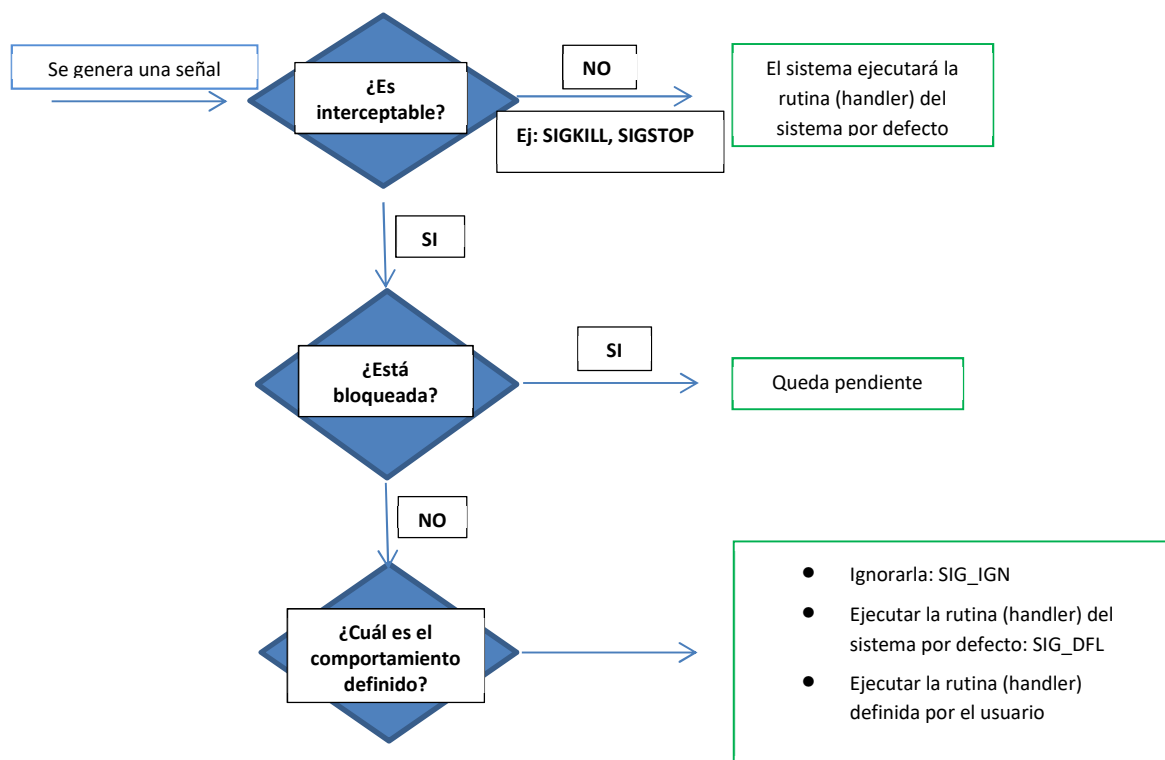 Se genera una señal
¿Es
interceptable?
NO
Ej: SIGKILL, SIGSTOP
El sistema ejecutará la
rutina (handler) del
sistema por defecto
SI
¿Está
bloqueada?
SI
Queda pendiente
NO
¿Cuál es el
comportamiento
definido?
● Ignorarla: SIG_IGN
● Ejecutar la rutina (handler) del
sistema por defecto: SIG_DFL
● Ejecutar la rutina (handler)
definida por el usuario